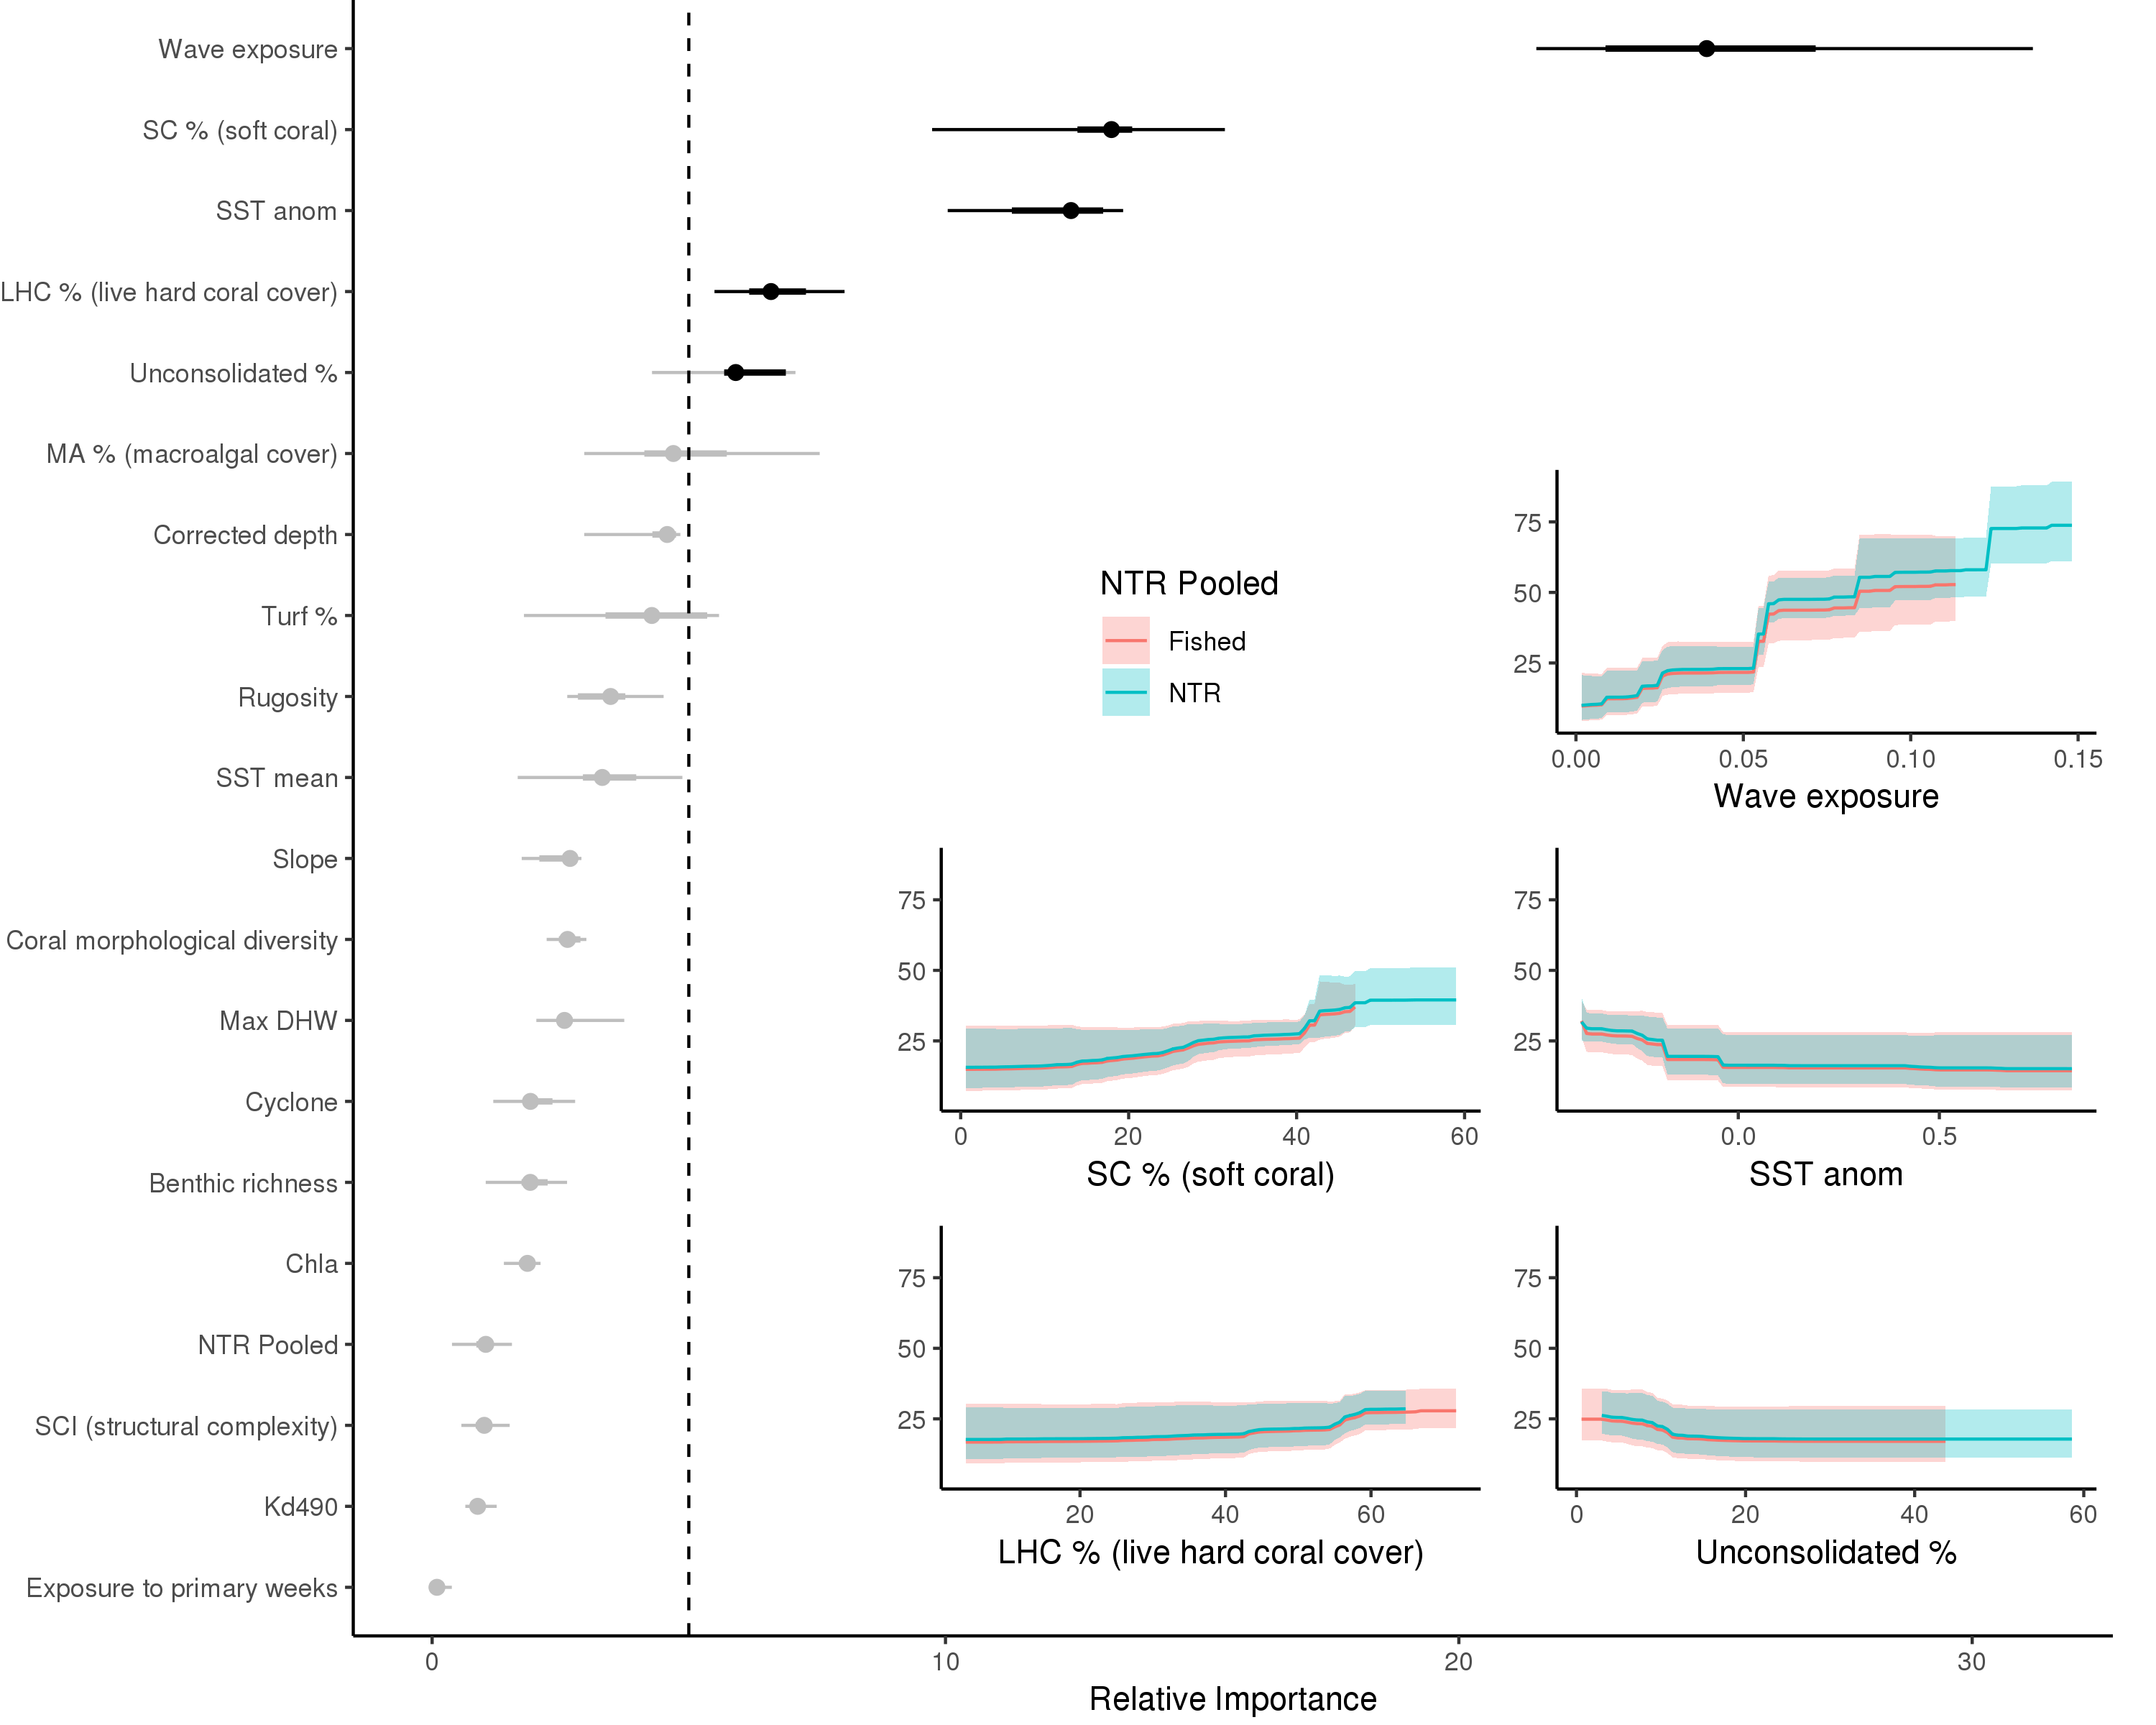 Wave exposure
SC % (soft coral)
SST anom
LHC % (live hard coral cover)
Unconsolidated %
MA % (macroalgal cover)
Corrected depth
Turf %
Rugosity
SST mean
Slope
Coral morphological diversity
Max DHW
Cyclone
Benthic richness
Chla
NTR Pooled
SCI (structural complexity)
Kd490
Exposure to primary weeks
0 10 20 30
Relative Importance
NTR Pooled
Fished
NTR
75
50
25
0.00 0.05 0.10 0.15
Wave exposure
75
50
25
0 20 40 60
SC % (soft coral)
75
50
25
0.0 0.5
SST anom
75
50
25
20 40 60
LHC % (live hard coral cover)
75
50
25
0 20 40 60
Unconsolidated %